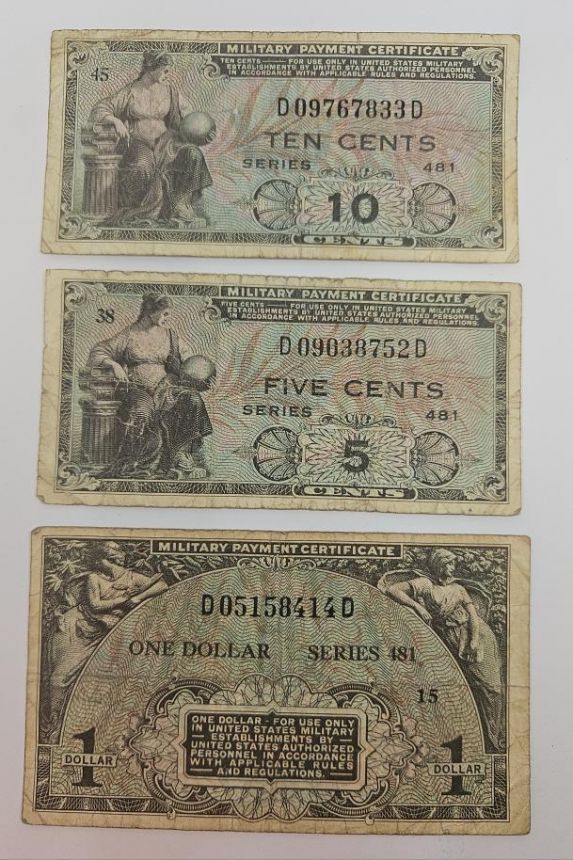 MILITARY PAYMENT CERTIFICATE
TEN CENTS — FOR USE ONLY IN UNITED STATES MILITARY
ESTABLISHMENTS BY UNITED STATES AUTHORIZED PERSONNEL
IN ACCORDANCE WITH APPLICABLE RULES AND REGULATIONS.
45
D09767833D
TEN CENTS
SERIES 481
10
CENTS
MILITARY PAYMENT CERTIFICATE
FIVE CENTS — FOR USE ONLY IN UNITED STATES MILITARY
ESTABLISHMENTS BY UNITED STATES AUTHORIZED PERSONNEL
IN ACCORDANCE WITH APPLICABLE RULES AND REGULATIONS.
38
D09038752D
FIVE CENTS
SERIES 481
5
CENTS
MILITARY PAYMENT CERTIFICATE
D05158414D
ONE DOLLAR SERIES 481
15
ONE DOLLAR - FOR USE ONLY
IN UNITED STATES MILITARY
— ESTABLISHMENTS BY —
UNITED STATES AUTHORIZED
PERSONNEL IN ACCORDANCE
WITH APPLICABLE RULES
— AND REGULATIONS. —
1 DOLLAR
1 DOLLAR